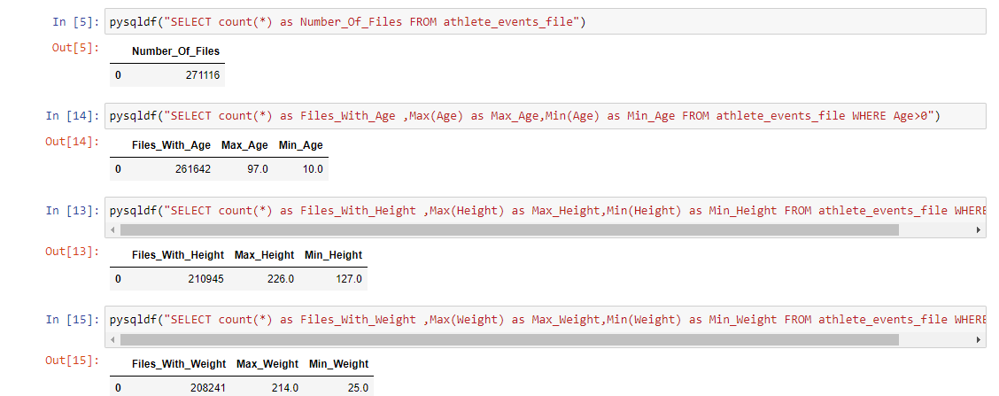 In [5]: pysqldf("SELECT count(*) as Number_Of_Files FROM athlete_events_file")
Out[5]:
Number_Of_Files
0 271116
In [14]: pysqldf("SELECT count(*) as Files_With_Age ,Max(Age) as Max_Age,Min(Age) as Min_Age FROM athlete_events_file WHERE Age>0")
Out[14]:
Files_With_Age Max_Age Min_Age
0 261642 97.0 10.0
In [13]: pysqldf("SELECT count(*) as Files_With_Height ,Max(Height) as Max_Height,Min(Height) as Min_Height FROM athlete_events_file WHERE
Out[13]:
Files_With_Height Max_Height Min_Height
0 210945 226.0 127.0
In [15]: pysqldf("SELECT count(*) as Files_With_Weight ,Max(Weight) as Max_Weight,Min(Weight) as Min_Weight FROM athlete_events_file WHERE
Out[15]:
Files_With_Weight Max_Weight Min_Weight
0 208241 214.0 25.0